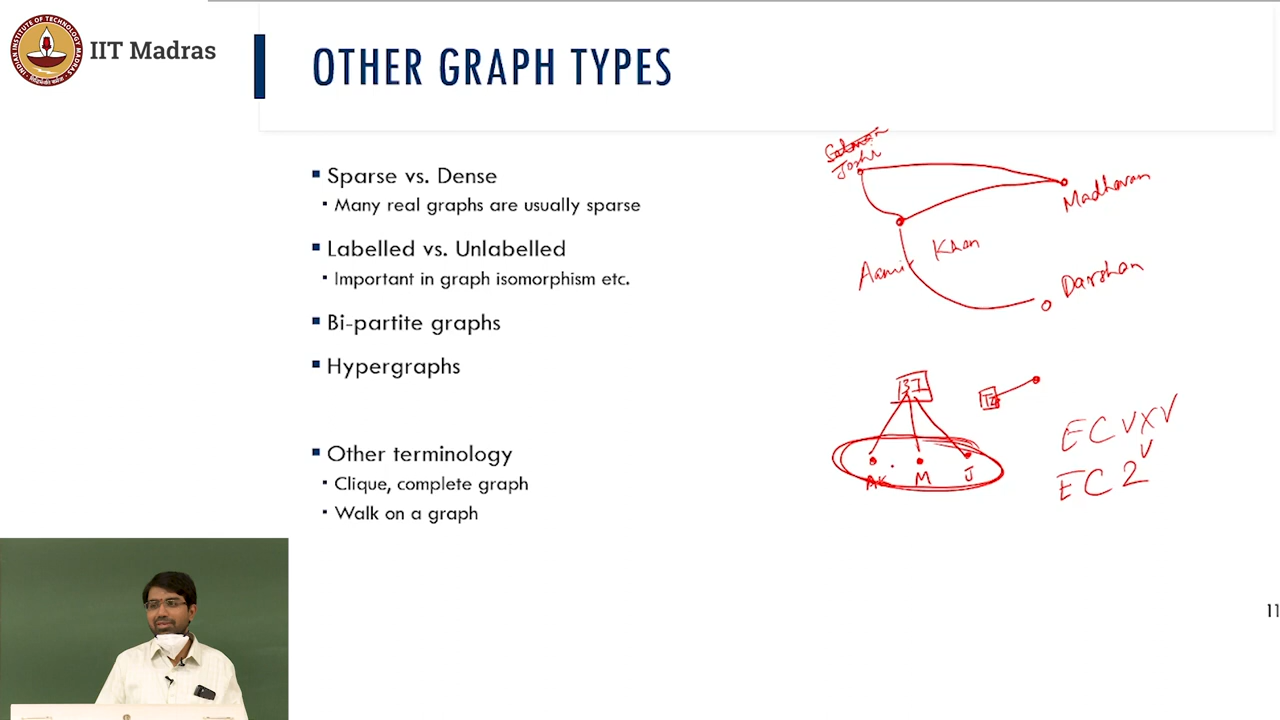 IIT Madras
OTHER GRAPH TYPES
▪ Sparse vs. Dense
▪ Many real graphs are usually sparse
▪ Labelled vs. Unlabelled
▪ Important in graph isomorphism etc.
▪ Bi-partite graphs
▪ Hypergraphs
▪ Other terminology
▪ Clique, complete graph
▪ Walk on a graph
Salman
Joshi
Madhavan
Aamir Khan
Darshan
3I
AK M J
E ⊂ V×V
E ⊂ 2^V
11